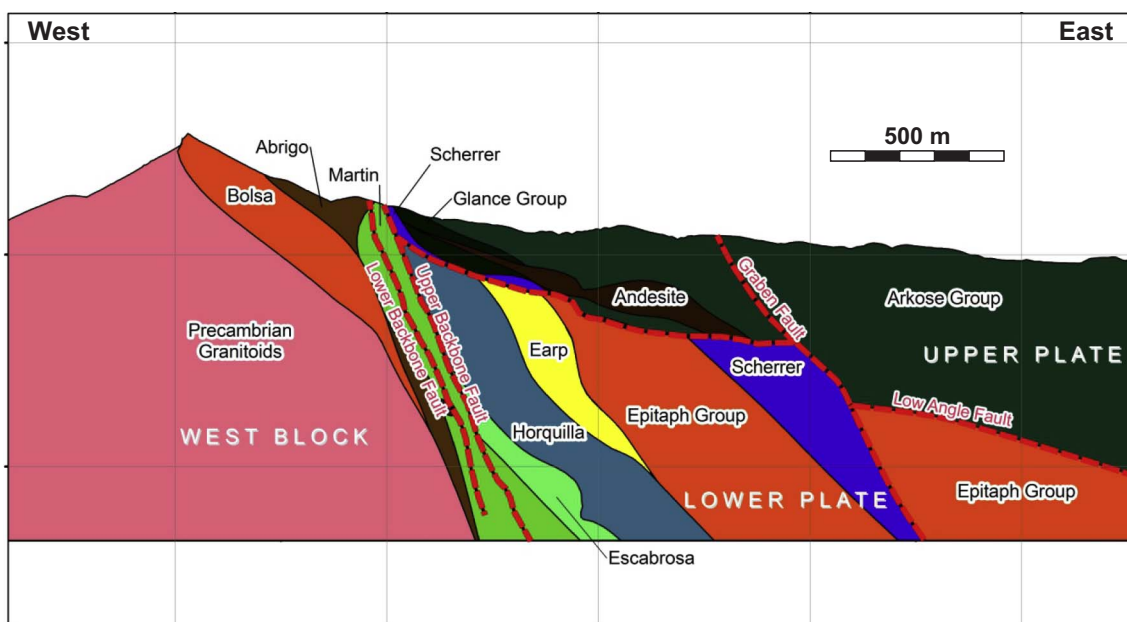 West
East
500 m
Abrigo
Scherrer
Martin
Glance Group
Bolsa
Graben Fault
Lower Backbone Fault
Upper Backbone Fault
Andesite
Arkose Group
Precambrian
Granitoids
Earp
Scherrer
UPPER PLATE
Low Angle Fault
Epitaph Group
WEST BLOCK
Horquilla
LOWER PLATE
Epitaph Group
Escabrosa